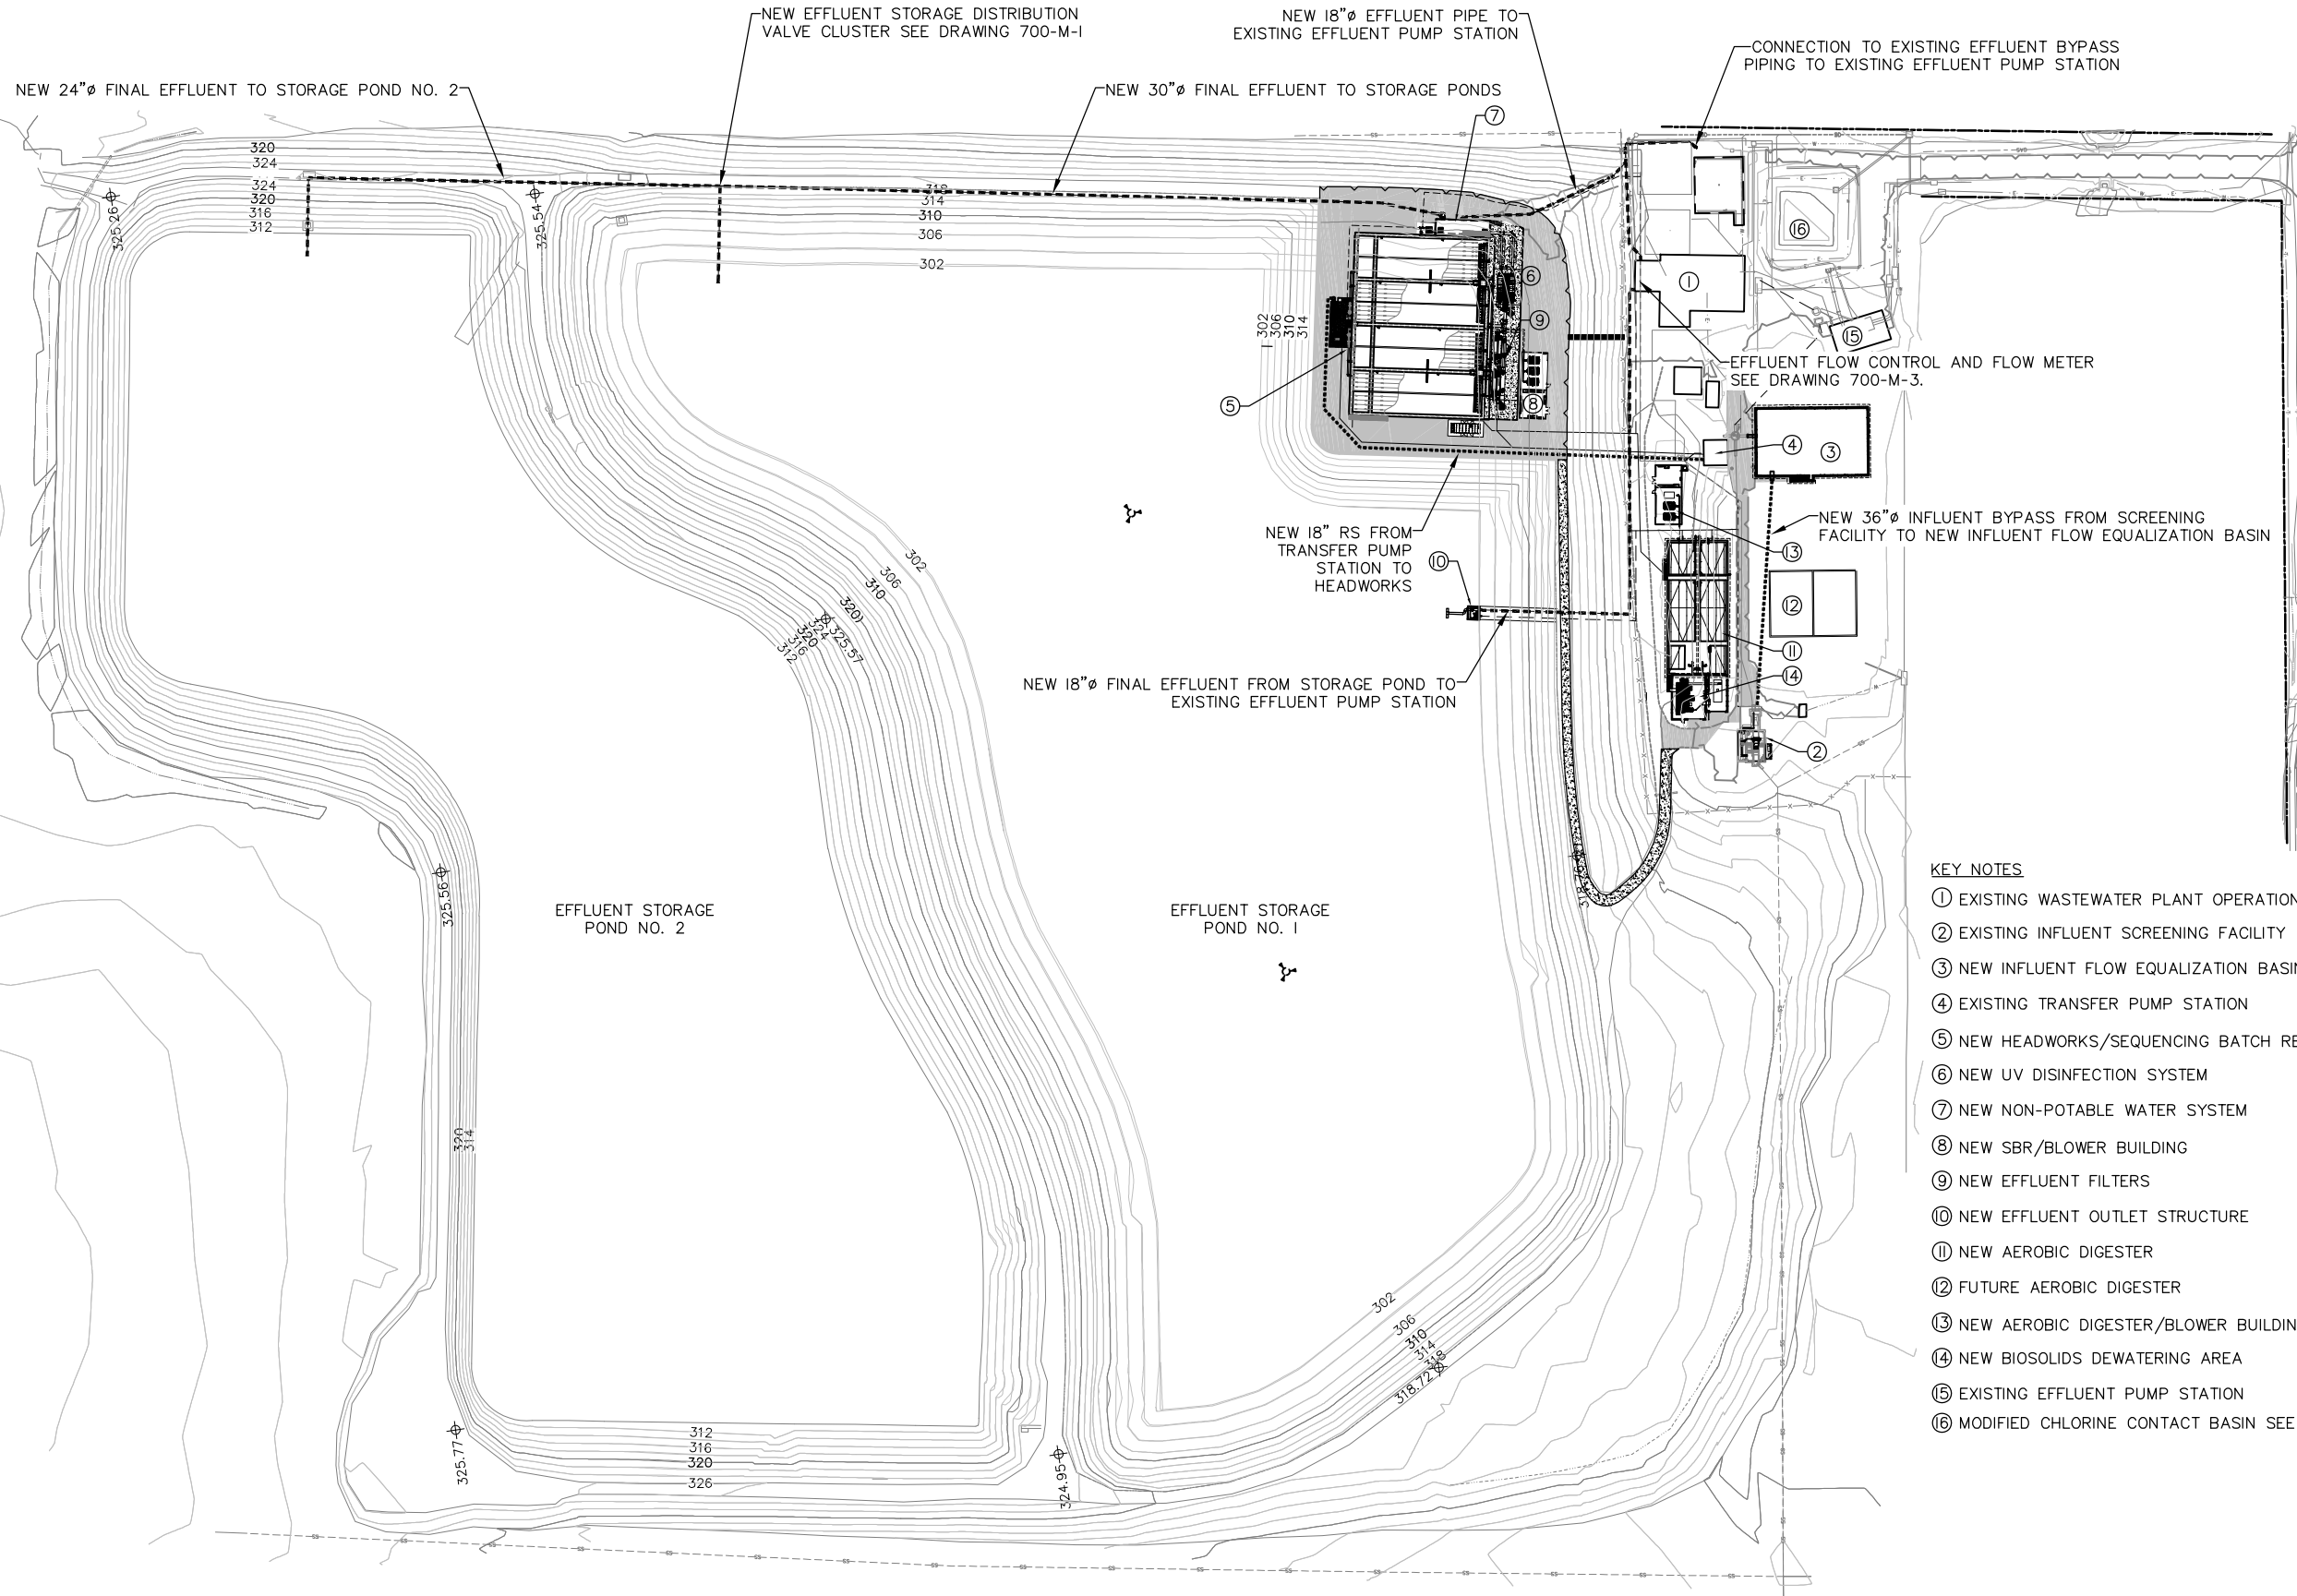 NEW EFFLUENT STORAGE DISTRIBUTION
VALVE CLUSTER SEE DRAWING 700-M-1
NEW 18"ø EFFLUENT PIPE TO
EXISTING EFFLUENT PUMP STATION
CONNECTION TO EXISTING EFFLUENT BYPASS
PIPING TO EXISTING EFFLUENT PUMP STATION
NEW 24"ø FINAL EFFLUENT TO STORAGE POND NO. 2
NEW 30"ø FINAL EFFLUENT TO STORAGE PONDS
7
320
324
324
320
316
312
325.26
325.54
318
314
310
306
302
302
306
310
314
16
6
1
9
15
5
8
EFFLUENT FLOW CONTROL AND FLOW METER
SEE DRAWING 700-M-3.
4
3
NEW 18" RS FROM
TRANSFER PUMP
STATION TO
HEADWORKS
10
NEW 36"ø INFLUENT BYPASS FROM SCREENING
FACILITY TO NEW INFLUENT FLOW EQUALIZATION BASIN
13
12
11
14
2
302
306
310
320)
325.57
324
320
316
312
NEW 18"ø FINAL EFFLUENT FROM STORAGE POND TO
EXISTING EFFLUENT PUMP STATION
325.56
EFFLUENT STORAGE
POND NO. 2
EFFLUENT STORAGE
POND NO. 1
320
314
302
306
310
314
318
318.72
312
316
320
326
325.77
324.95
KEY NOTES
1 EXISTING WASTEWATER PLANT OPERATION
2 EXISTING INFLUENT SCREENING FACILITY
3 NEW INFLUENT FLOW EQUALIZATION BASIN
4 EXISTING TRANSFER PUMP STATION
5 NEW HEADWORKS/SEQUENCING BATCH RE
6 NEW UV DISINFECTION SYSTEM
7 NEW NON-POTABLE WATER SYSTEM
8 NEW SBR/BLOWER BUILDING
9 NEW EFFLUENT FILTERS
10 NEW EFFLUENT OUTLET STRUCTURE
11 NEW AEROBIC DIGESTER
12 FUTURE AEROBIC DIGESTER
13 NEW AEROBIC DIGESTER/BLOWER BUILDIN
14 NEW BIOSOLIDS DEWATERING AREA
15 EXISTING EFFLUENT PUMP STATION
16 MODIFIED CHLORINE CONTACT BASIN SEE